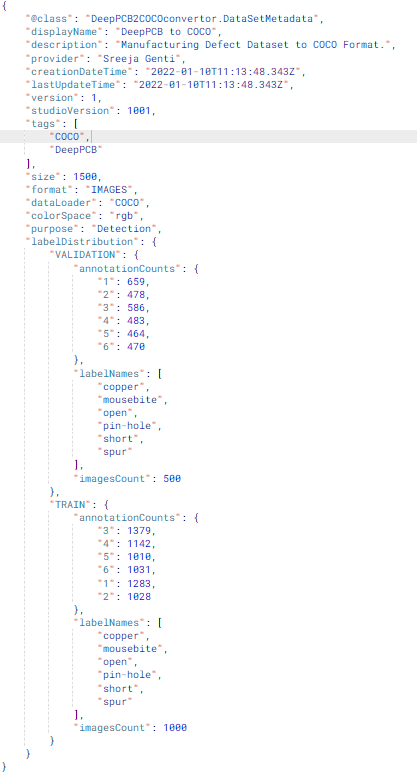 {
"@class": "DeepPCB2COCOconvertor.DataSetMetadata",
"displayName": "DeepPCB to COCO",
"description": "Manufacturing Defect Dataset to COCO Format.",
"provider": "Sreeja Genti",
"creationDateTime": "2022-01-10T11:13:48.343Z",
"lastUpdateTime": "2022-01-10T11:13:48.343Z",
"version": 1,
"studioVersion": 1001,
"tags": [
"COCO",
"DeepPCB"
],
"size": 1500,
"format": "IMAGES",
"dataLoader": "COCO",
"colorSpace": "rgb",
"purpose": "Detection",
"labelDistribution": {
"VALIDATION": {
"annotationCounts": {
"1": 659,
"2": 478,
"3": 586,
"4": 483,
"5": 464,
"6": 470
},
"labelNames": [
"copper",
"mousebite",
"open",
"pin-hole",
"short",
"spur"
],
"imagesCount": 500
},
"TRAIN": {
"annotationCounts": {
"3": 1379,
"4": 1142,
"5": 1010,
"6": 1031,
"1": 1283,
"2": 1028
},
"labelNames": [
"copper",
"mousebite",
"open",
"pin-hole",
"short",
"spur"
],
"imagesCount": 1000
}
}
}